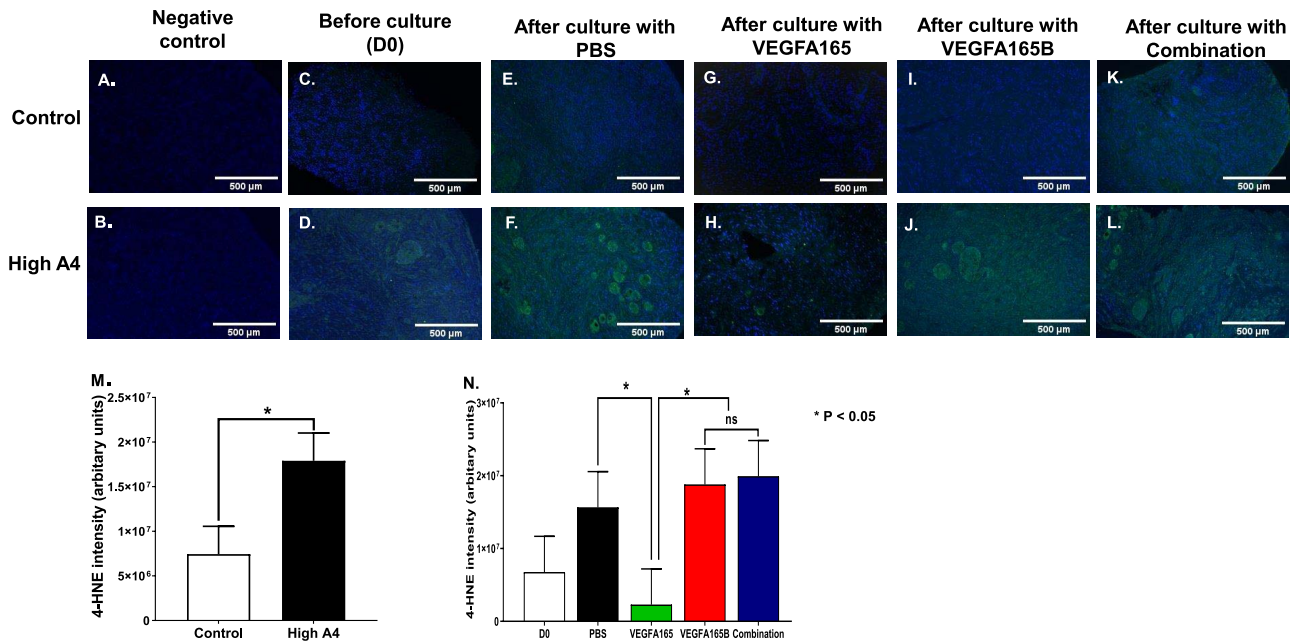 Negative control
Before culture (D0)
After culture with PBS
After culture with VEGFA165
After culture with VEGFA165B
After culture with Combination
Control
A.
500 µm
C.
500 µm
E.
500 µm
G.
500 µm
I.
500 µm
K.
500 µm
High A4
B.
500 µm
D.
500 µm
F.
500 µm
H.
500 µm
J.
500 µm
L.
500 µm
M.
4-HNE intensity (arbitary units)
2.5×10⁷
2×10⁷
1.5×10⁷
1×10⁷
5×10⁶
0
*
Control
High A4
N.
4-HNE intensity (arbitary units)
3×10⁷
2×10⁷
1×10⁷
0
*
*
ns
D0
PBS
VEGFA165
VEGFA165B
Combination
* P < 0.05